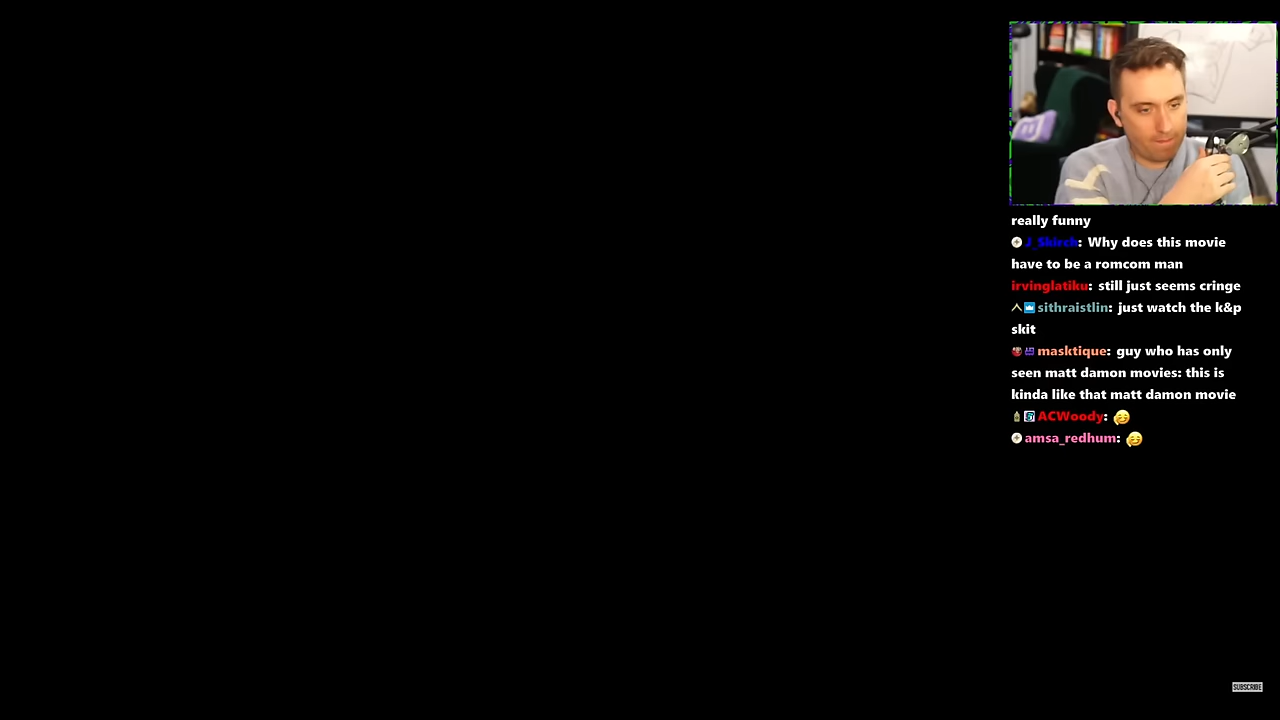 really funny
J_Shirch: Why does this movie
have to be a romcom man
irvinglatiku: still just seems cringe
sithraistlin: just watch the k&p
skit
masktique: guy who has only
seen matt damon movies: this is
kinda like that matt damon movie
ACWoody: 🥰
amsa_redhum: 🥰
SUBSCRIBE